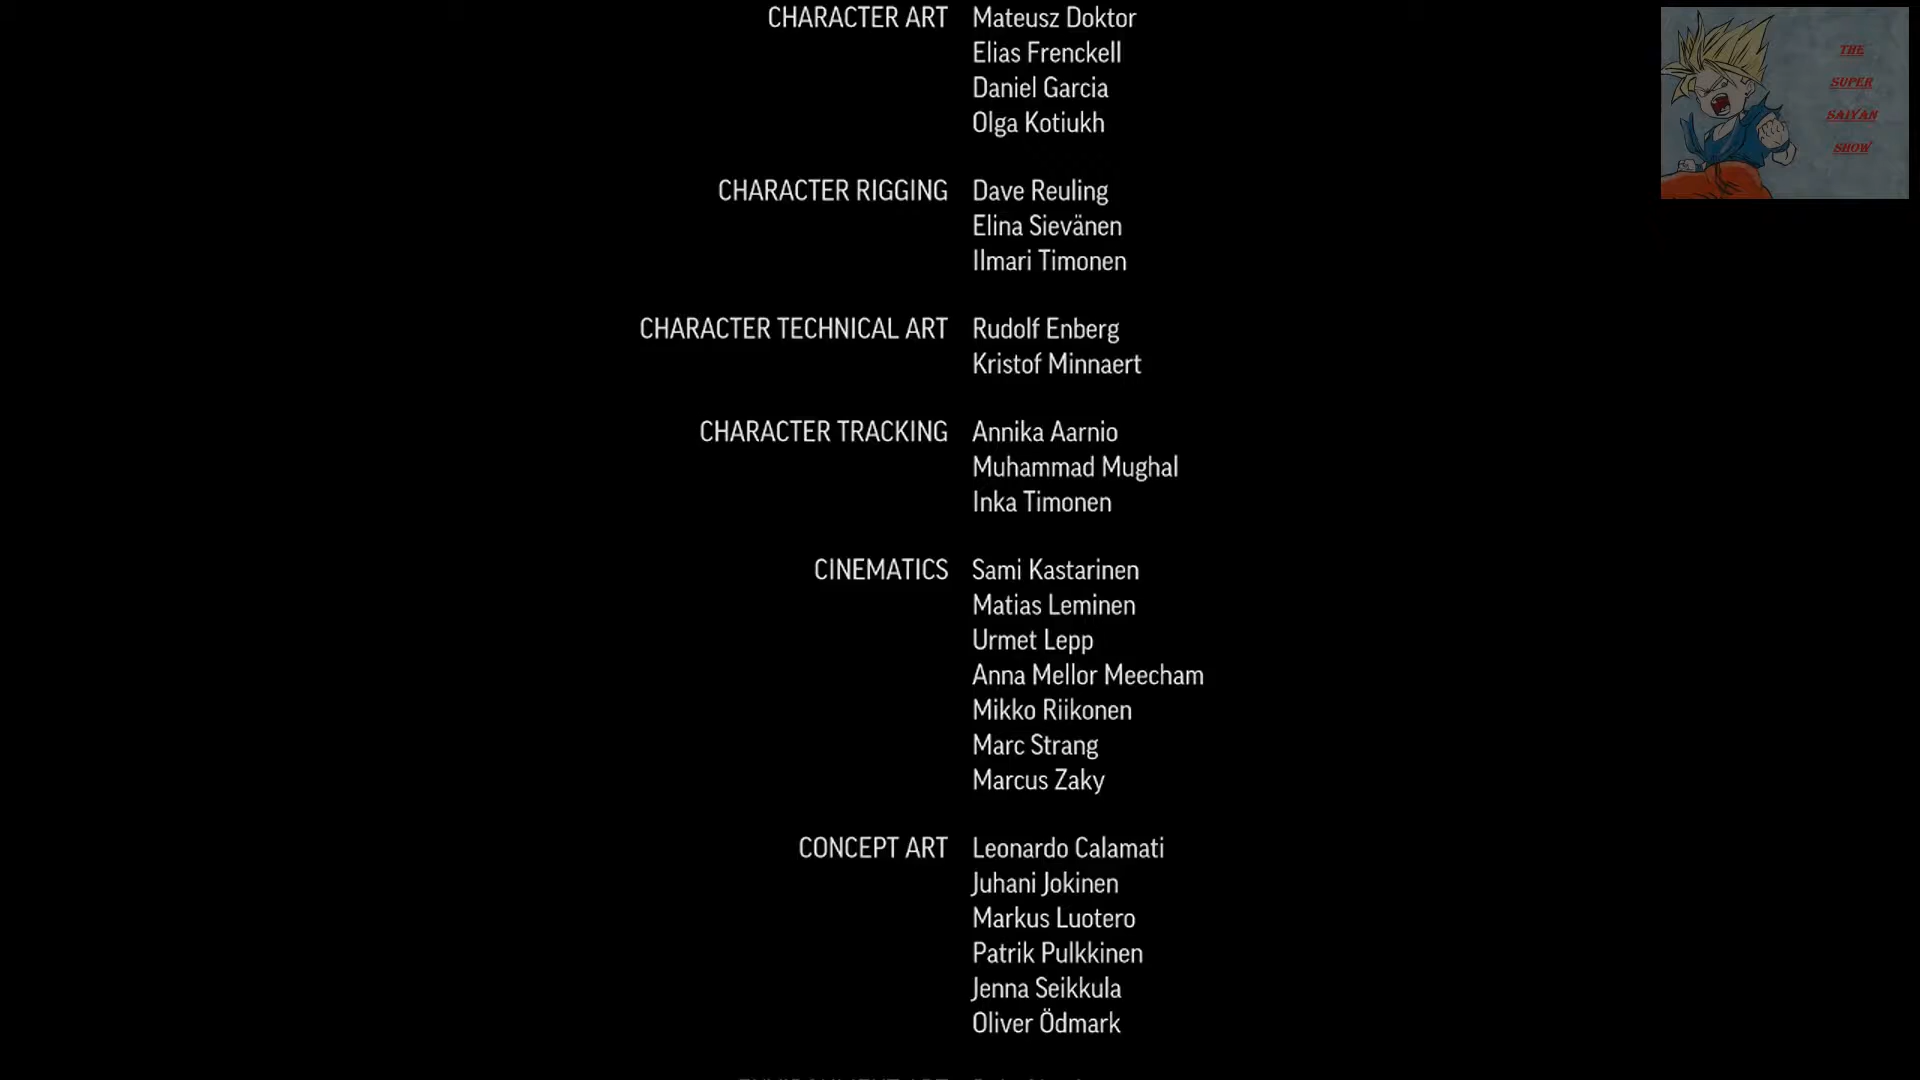 CHARACTER ART Mateusz Doktor
Elias Frenckell
Daniel Garcia
Olga Kotiukh
CHARACTER RIGGING Dave Reuling
Elina Sievänen
Ilmari Timonen
CHARACTER TECHNICAL ART Rudolf Enberg
Kristof Minnaert
CHARACTER TRACKING Annika Aarnio
Muhammad Mughal
Inka Timonen
CINEMATICS Sami Kastarinen
Matias Leminen
Urmet Lepp
Anna Mellor Meecham
Mikko Riikonen
Marc Strang
Marcus Zaky
CONCEPT ART Leonardo Calamati
Juhani Jokinen
Markus Luotero
Patrik Pulkkinen
Jenna Seikkula
Oliver Ödmark
THE
SUPER
SAIYAN
SHOW